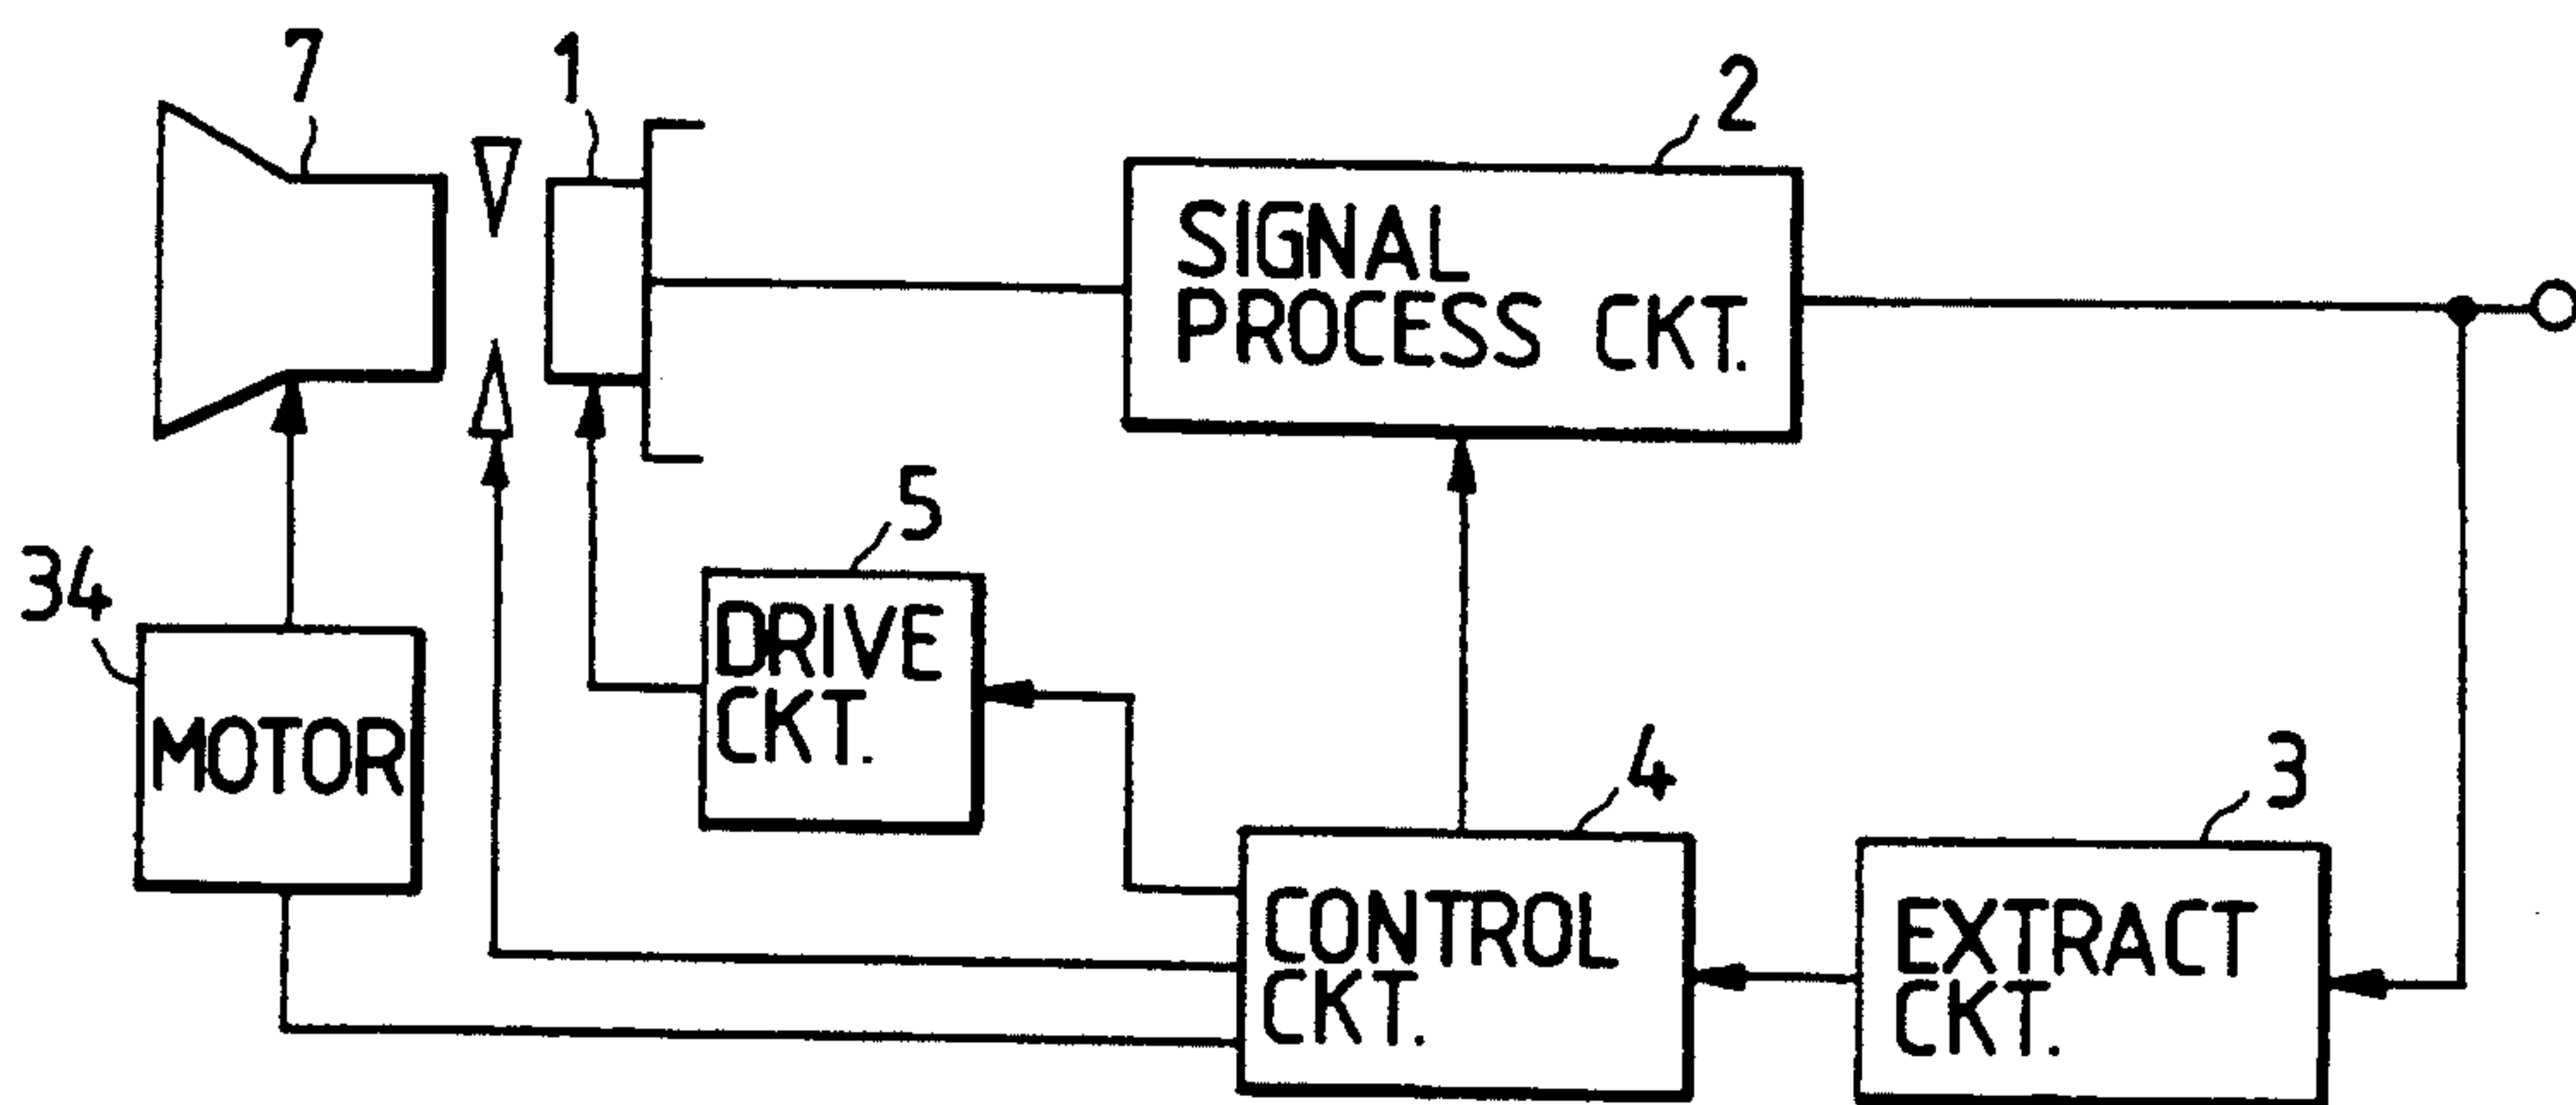 7
1
2
SIGNAL
PROCESS CKT.
5
DRIVE
CKT.
34
MOTOR
4
CONTROL
CKT.
3
EXTRACT
CKT.